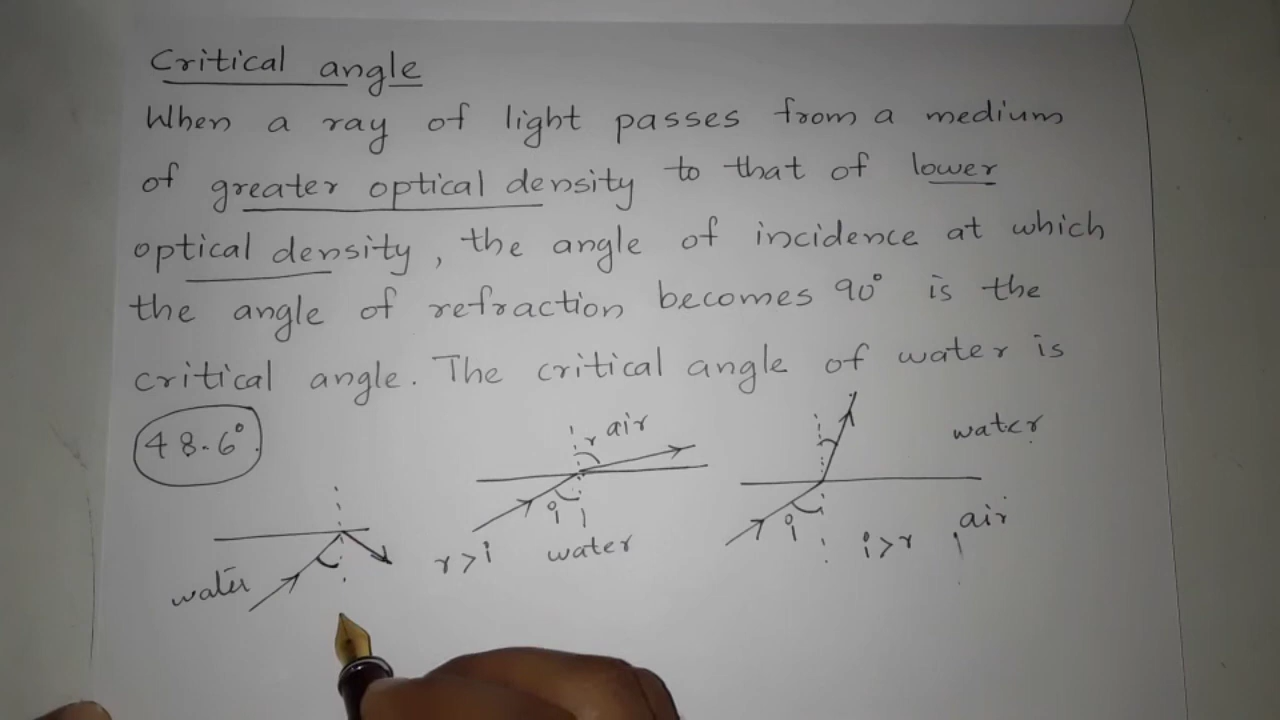 Critical angle
When a ray of light passes from a medium
of greater optical density to that of lower
optical density, the angle of incidence at which
the angle of refraction becomes 90° is the
critical angle. The critical angle of water is
48.6°.
r air
i
r > i water
water
i
i > r air
water